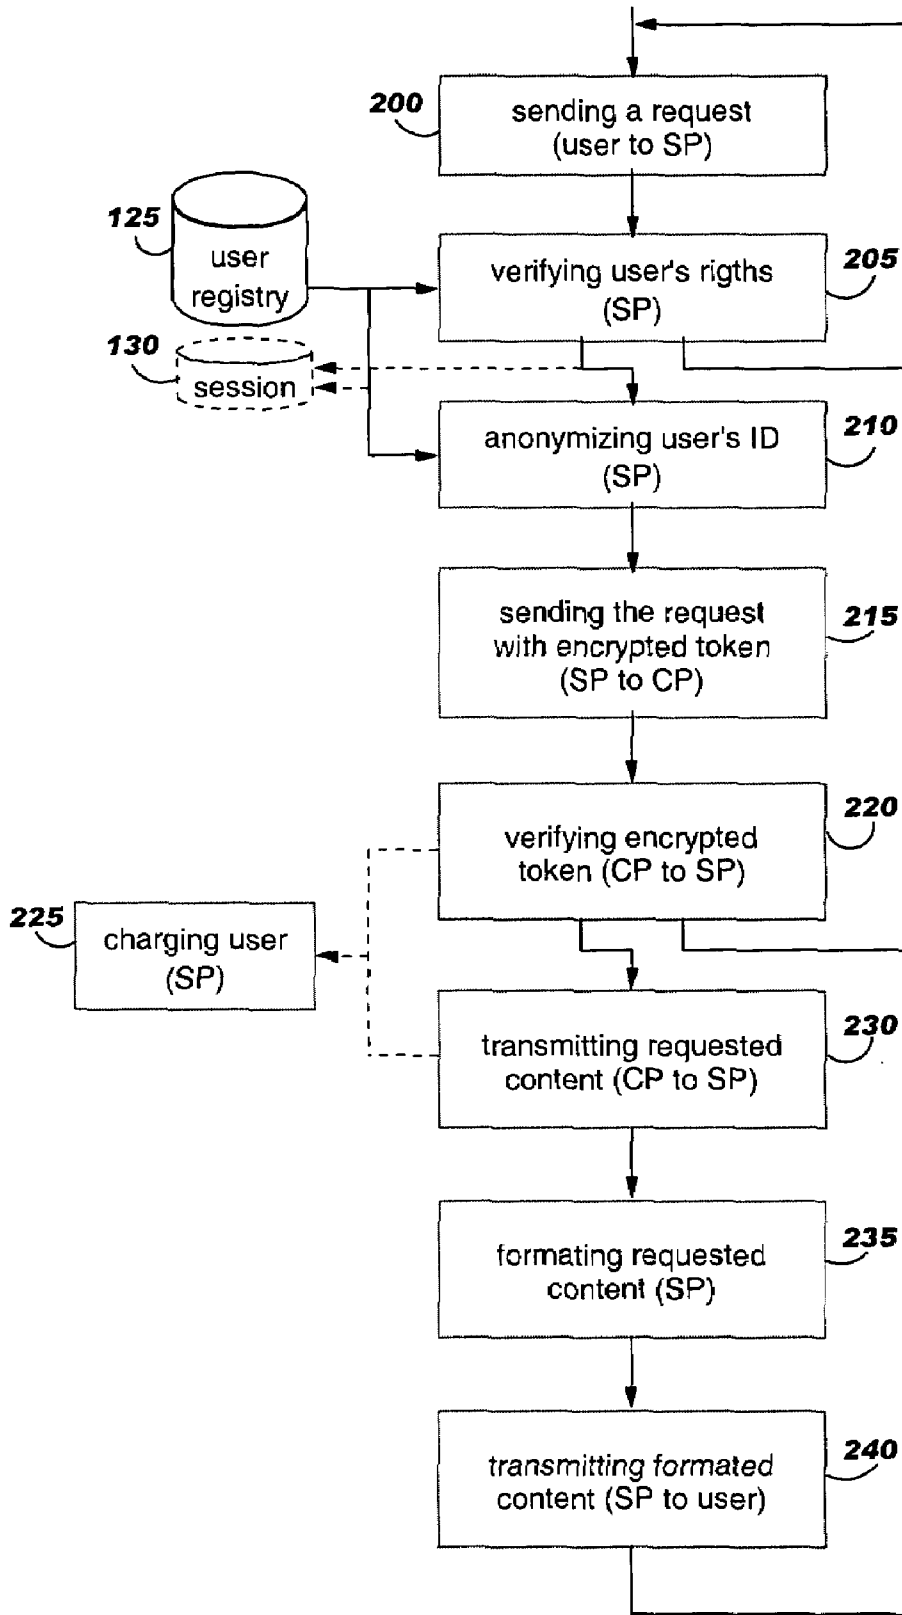 200
sending a request
(user to SP)
125
user
registry
verifying user's rigths
(SP)
205
130
session
anonymizing user's ID
(SP)
210
sending the request
with encrypted token
(SP to CP)
215
verifying encrypted
token (CP to SP)
220
225
charging user
(SP)
transmitting requested
content (CP to SP)
230
formating requested
content (SP)
235
transmitting formated
content (SP to user)
240